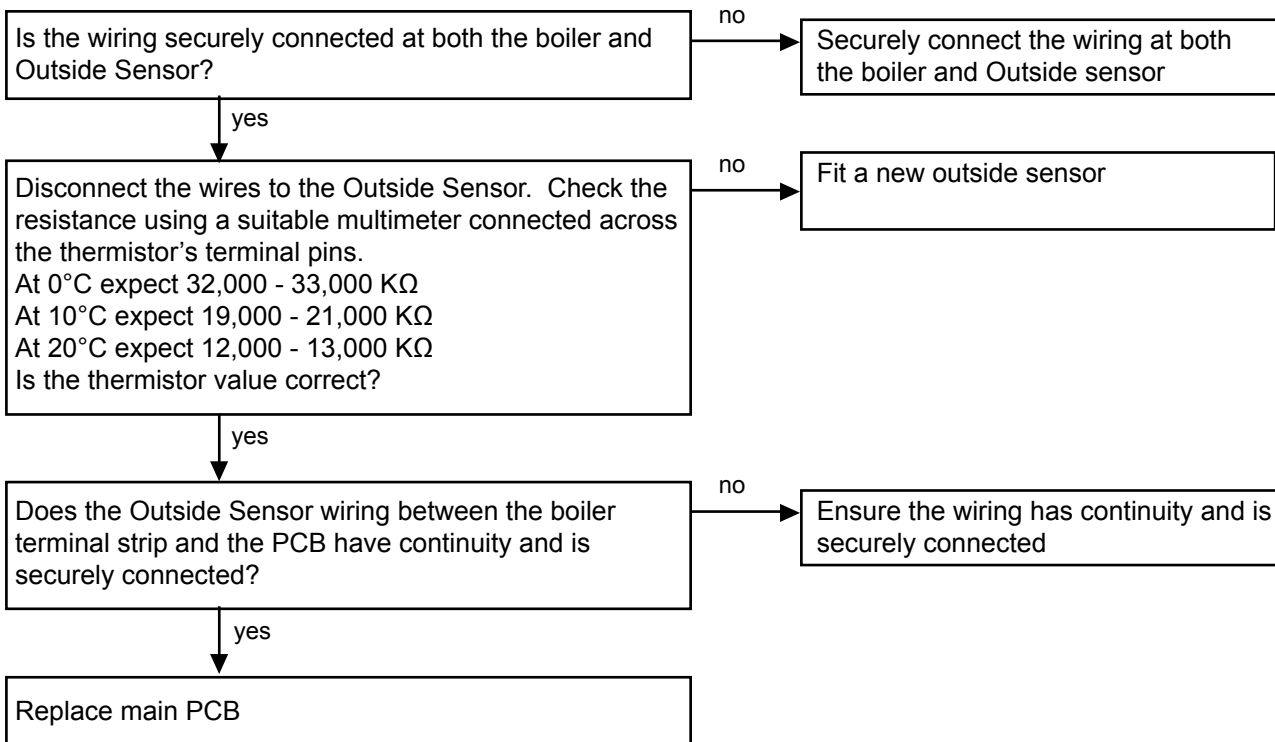 Is the wiring securely connected at both the boiler and
Outside Sensor?
no
Securely connect the wiring at both
the boiler and Outside sensor
yes
Disconnect the wires to the Outside Sensor.  Check the
resistance using a suitable multimeter connected across
the thermistor’s terminal pins.
At 0°C expect 32,000 - 33,000 KΩ
At 10°C expect 19,000 - 21,000 KΩ
At 20°C expect 12,000 - 13,000 KΩ
Is the thermistor value correct?
no
Fit a new outside sensor
yes
Does the Outside Sensor wiring between the boiler
terminal strip and the PCB have continuity and is
securely connected?
no
Ensure the wiring has continuity and is
securely connected
yes
Replace main PCB